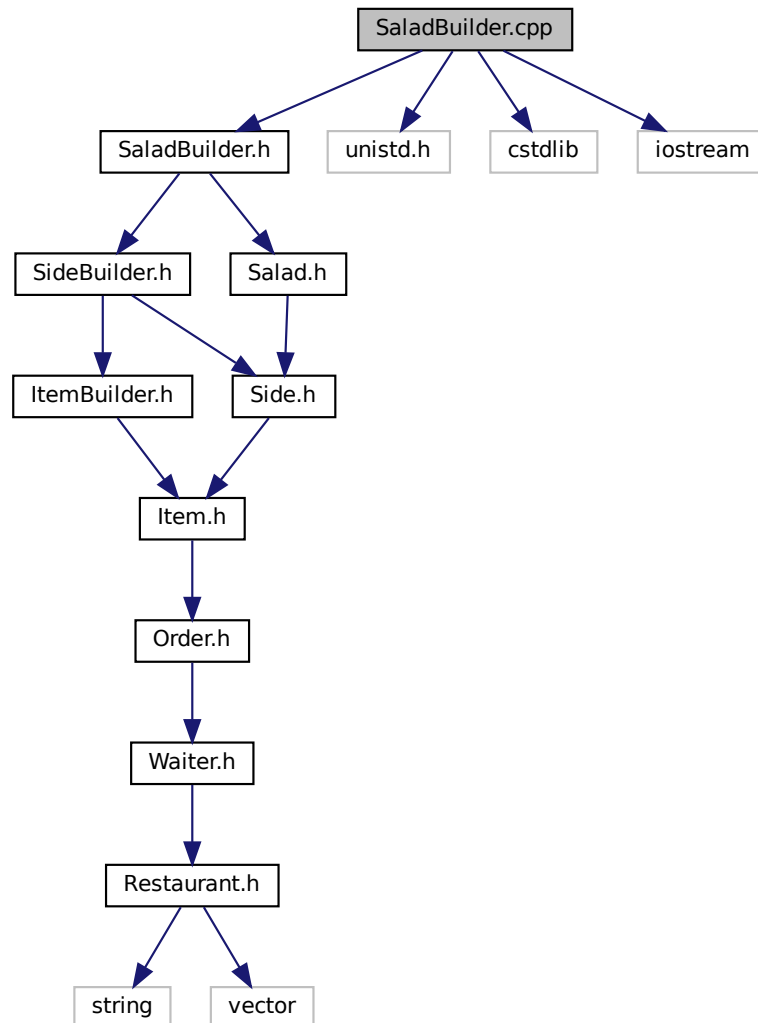 SaladBuilder.cpp
SaladBuilder.h
unistd.h
cstdlib
iostream
SideBuilder.h
Salad.h
ItemBuilder.h
Side.h
Item.h
Order.h
Waiter.h
Restaurant.h
string
vector